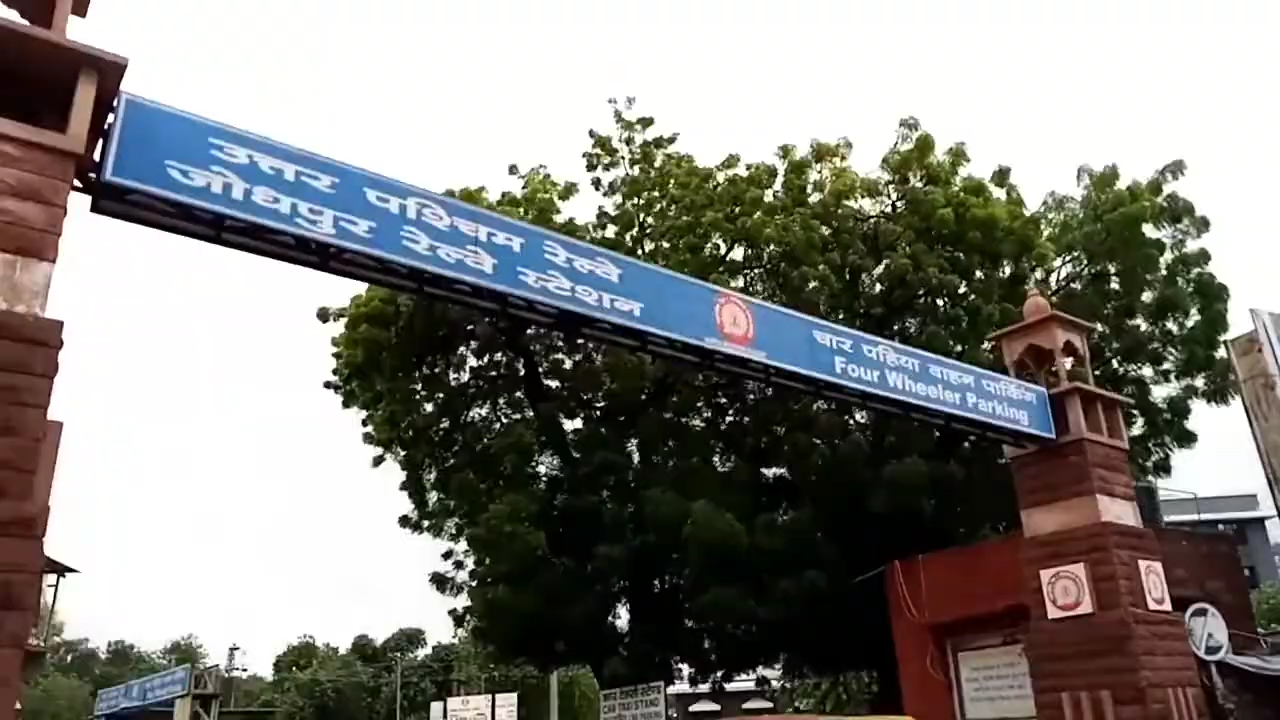 उत्तर पश्चिम रेल्वे
जोधपुर रेल्वे स्टेशन
चार पहिया वाहन पार्किंग
Four Wheeler Parking
CAR TAXI STAND